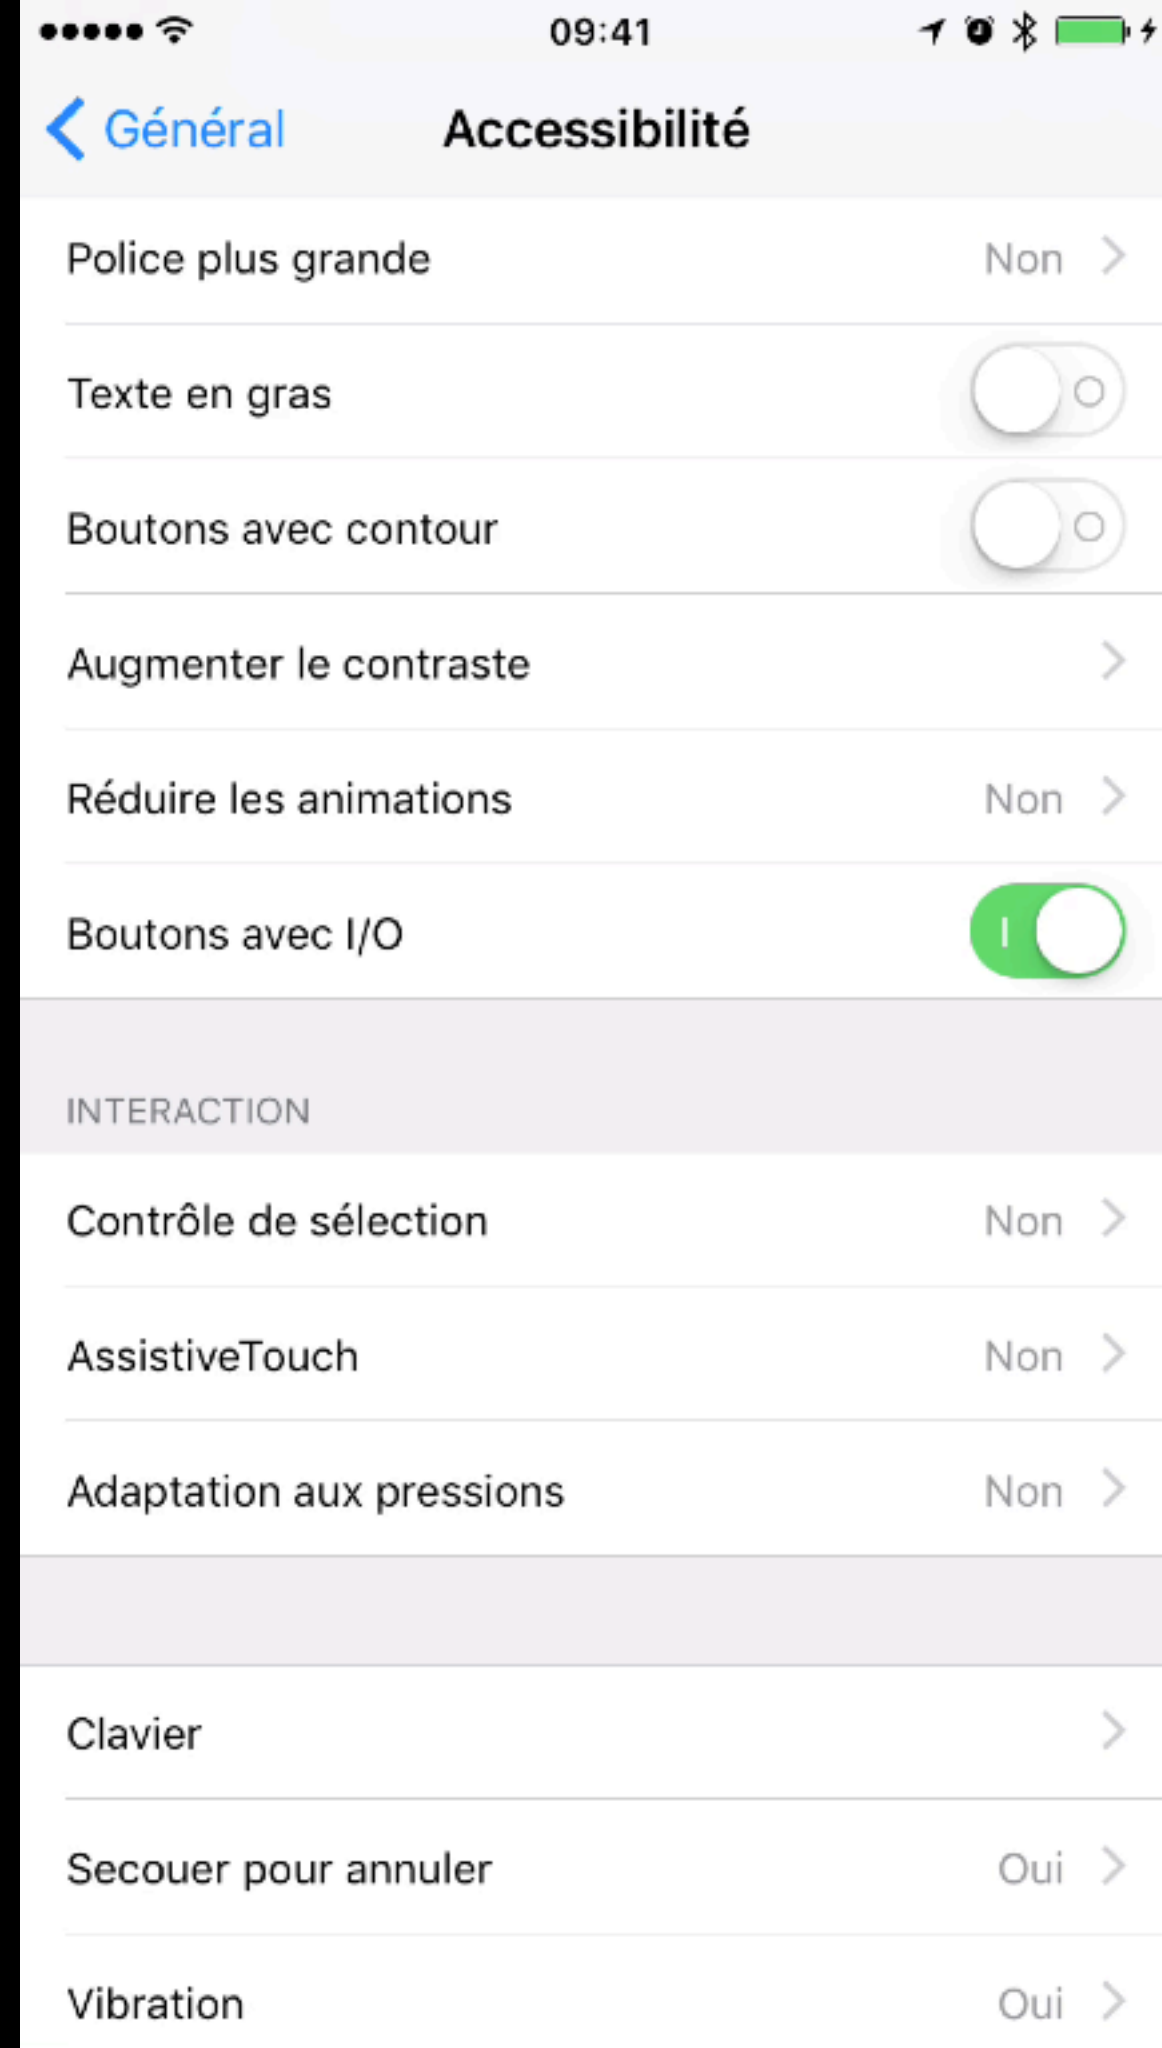 09:41
Général
Accessibilité
Police plus grande Non
Texte en gras
Boutons avec contour
Augmenter le contraste
Réduire les animations Non
Boutons avec I/O
INTERACTION
Contrôle de sélection Non
AssistiveTouch Non
Adaptation aux pressions Non
Clavier
Secouer pour annuler Oui
Vibration Oui